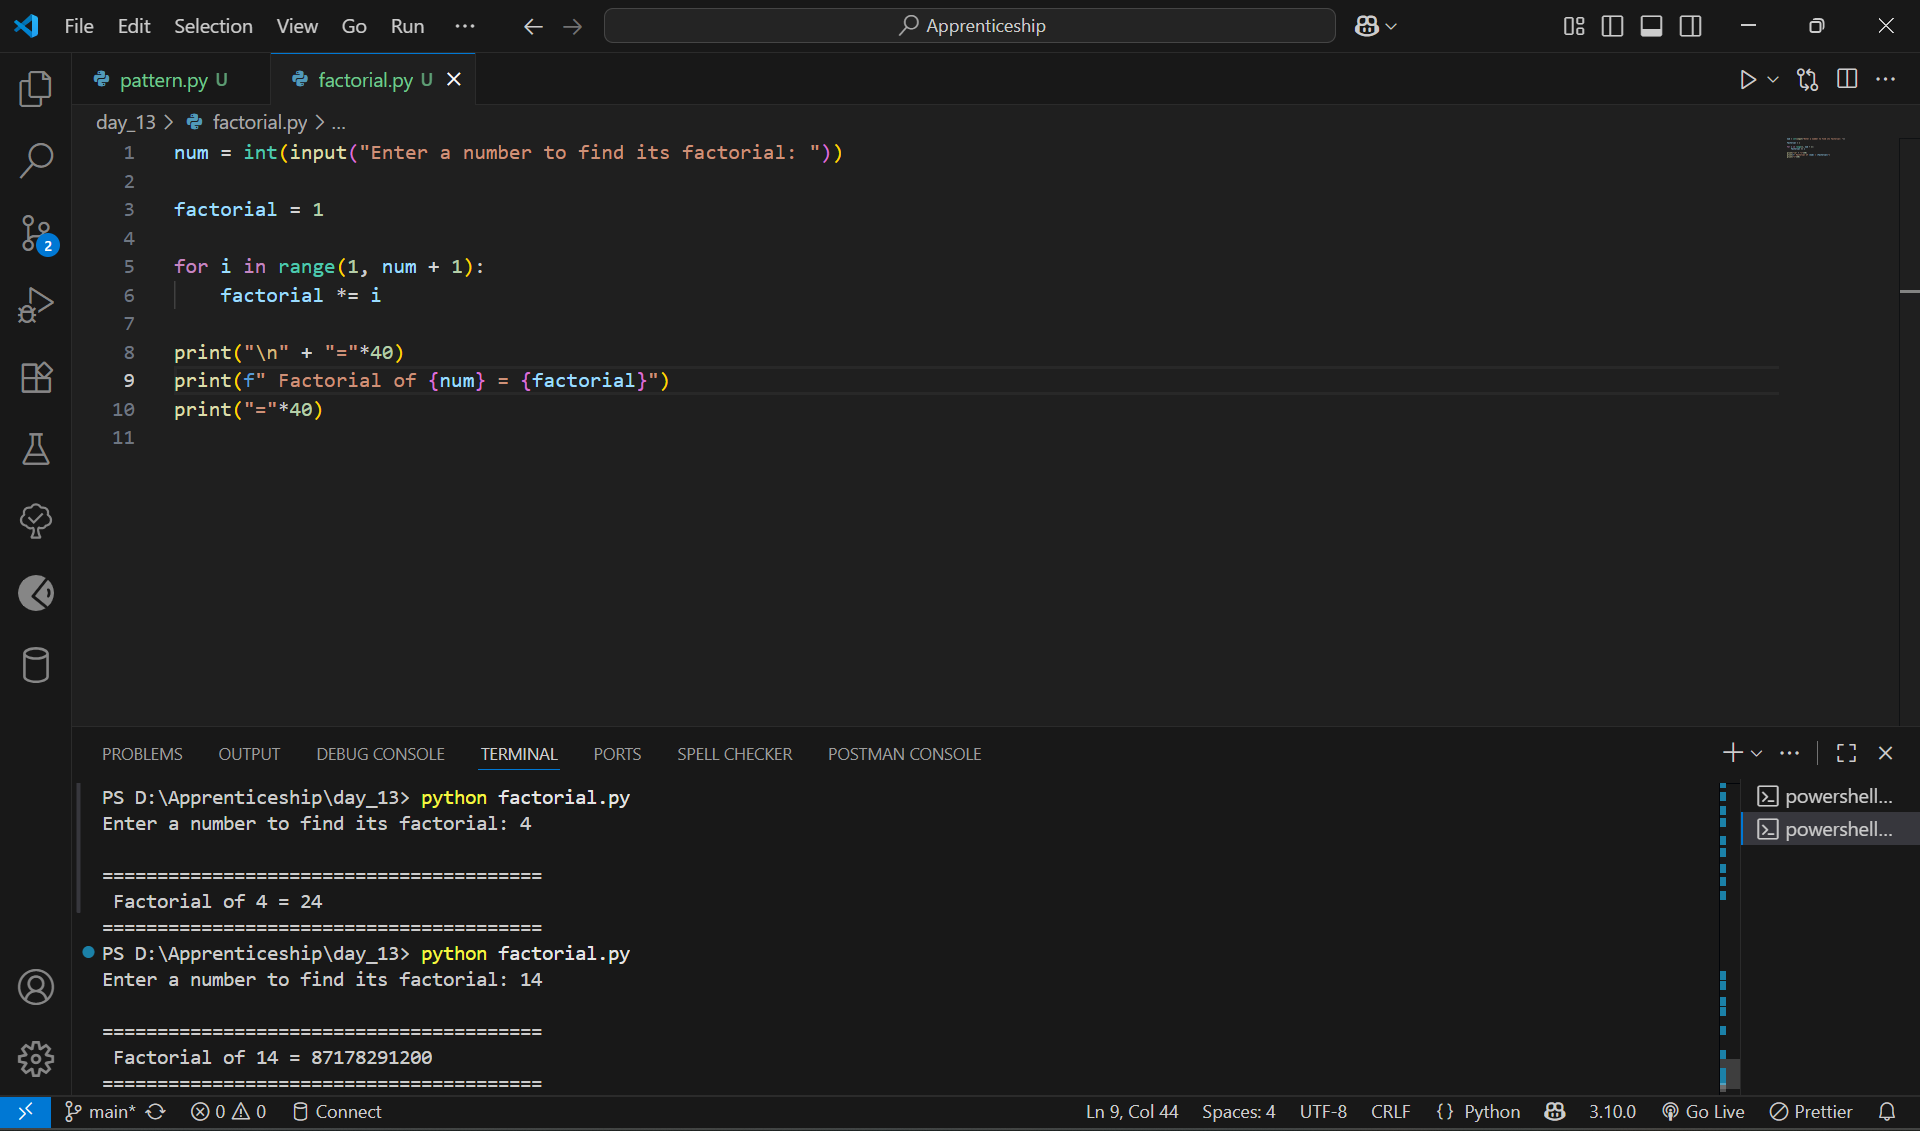 File Edit Selection View Go Run ··· Apprenticeship
pattern.py U factorial.py U
day_13 > factorial.py > ...
1 num = int(input("Enter a number to find its factorial: "))
2
3 factorial = 1
4
5 for i in range(1, num + 1):
6 factorial *= i
7
8 print("\n" + "="*40)
9 print(f" Factorial of {num} = {factorial}")
10 print("="*40)
11
2
PROBLEMS OUTPUT DEBUG CONSOLE TERMINAL PORTS SPELL CHECKER POSTMAN CONSOLE
PS D:\Apprenticeship\day_13> python factorial.py
Enter a number to find its factorial: 4
========================================
Factorial of 4 = 24
========================================
PS D:\Apprenticeship\day_13> python factorial.py
Enter a number to find its factorial: 14
========================================
Factorial of 14 = 87178291200
========================================
powershell...
powershell...
main* 0 0 Connect Ln 9, Col 44 Spaces: 4 UTF-8 CRLF {} Python 3.10.0 Go Live Prettier